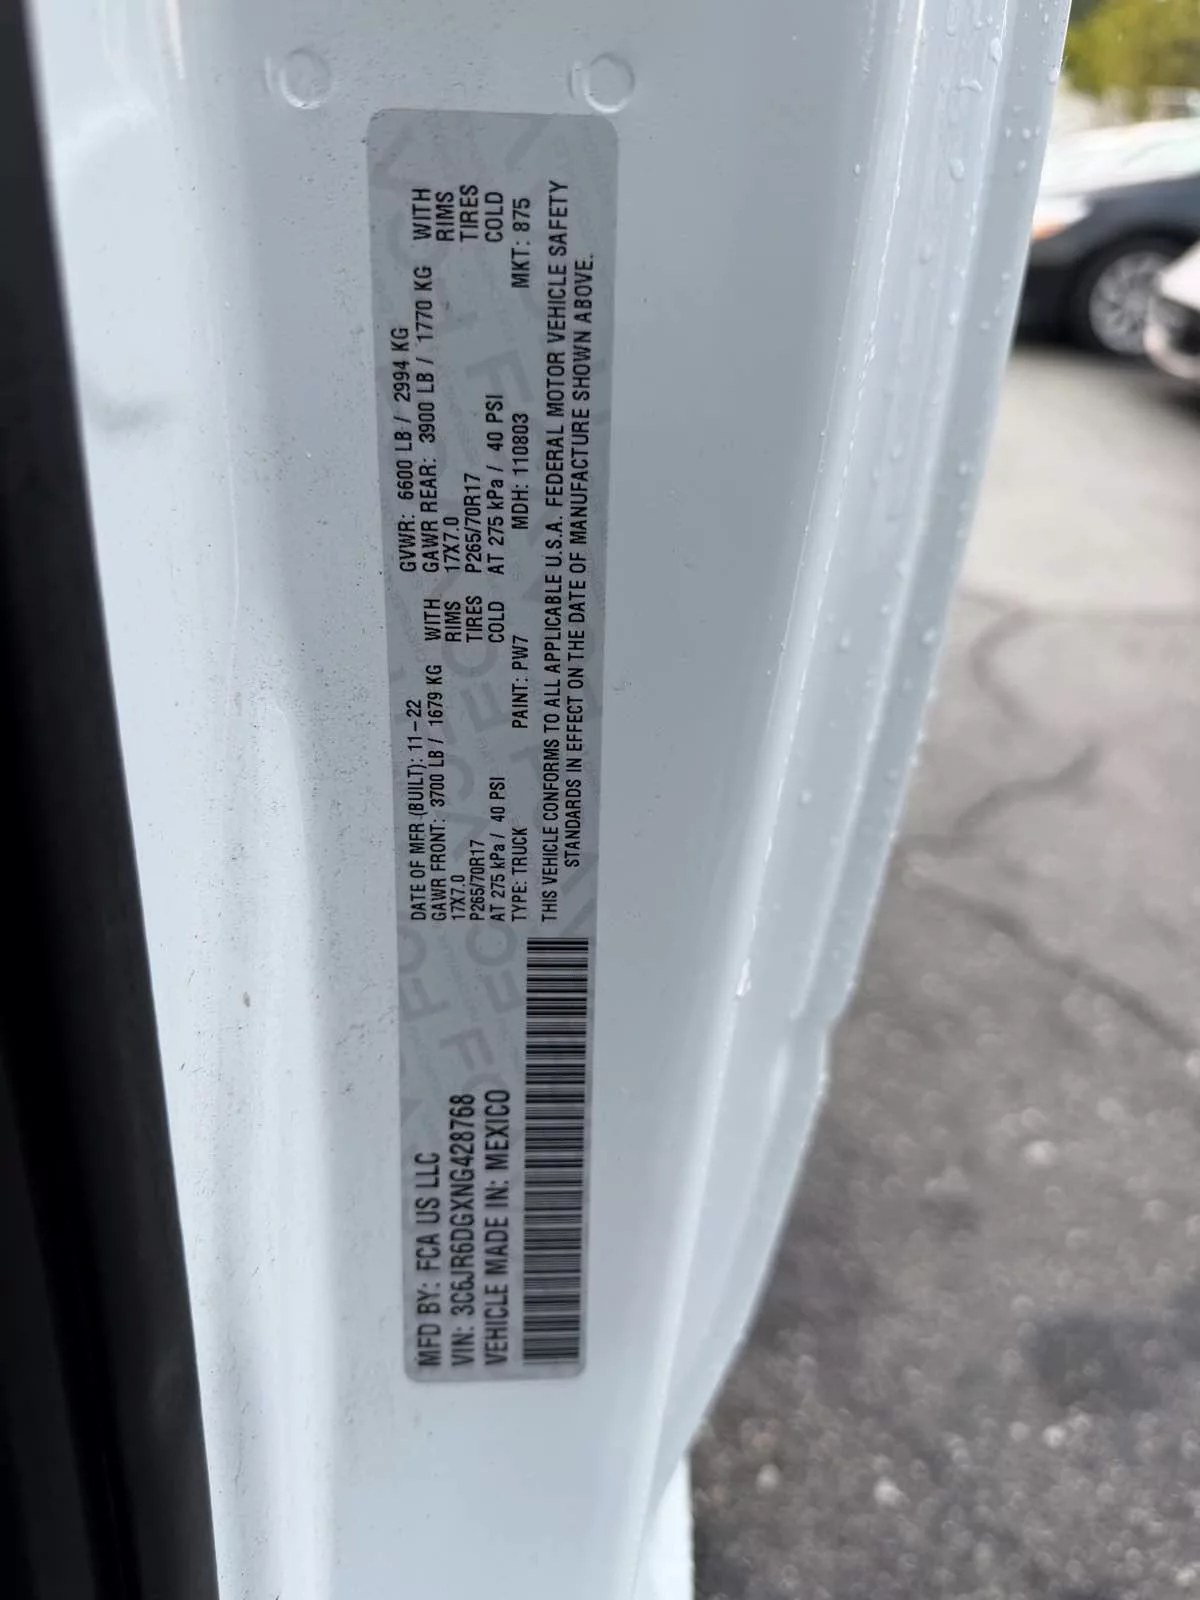 MFD BY: FCA US LLC
VIN: 3C6JR6DGXNG428768
VEHICLE MADE IN: MEXICO
DATE OF MFR (BUILT): 11-22 GVWR: 6600 LB / 2994 KG
GAWR FRONT: 3700 LB / 1679 KG WITH GAWR REAR: 3900 LB / 1770 KG WITH
17X7.0 RIMS 17X7.0 RIMS
P265/70R17 TIRES P265/70R17 TIRES
AT 275 kPa / 40 PSI COLD AT 275 kPa / 40 PSI COLD
TYPE: TRUCK PAINT: PW7 MDH: 110803 MKT: 875
THIS VEHICLE CONFORMS TO ALL APPLICABLE U.S.A. FEDERAL MOTOR VEHICLE SAFETY
STANDARDS IN EFFECT ON THE DATE OF MANUFACTURE SHOWN ABOVE.